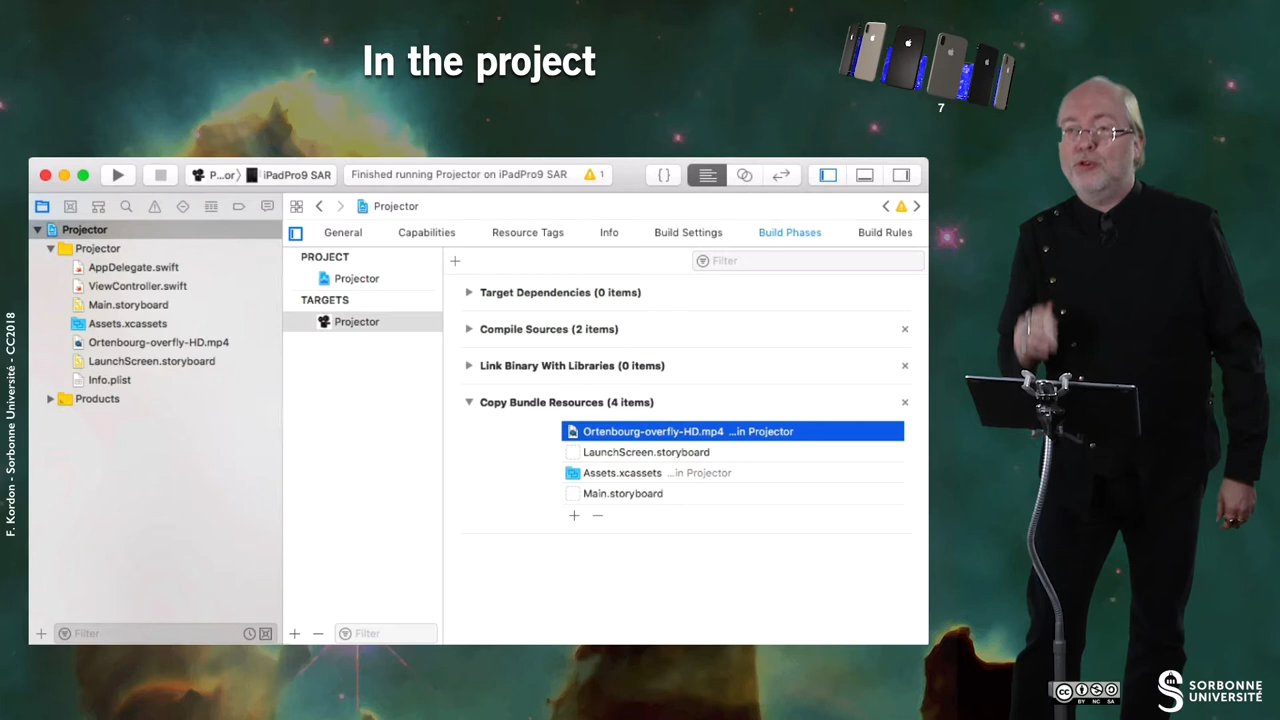 In the project
7
Finished running Projector on iPadPro9 SAR
1
P...or⟩ iPadPro9 SAR
Projector
General
Capabilities
Resource Tags
Info
Build Settings
Build Phases
Build Rules
Projector
Projector
AppDelegate.swift
ViewController.swift
Main.storyboard
Assets.xcassets
Ortenbourg-overfly-HD.mp4
LaunchScreen.storyboard
Info.plist
Products
Filter
PROJECT
Projector
TARGETS
Projector
Filter
Filter
Target Dependencies (0 items)
Compile Sources (2 items)
Link Binary With Libraries (0 items)
Copy Bundle Resources (4 items)
Ortenbourg-overfly-HD.mp4 ...in Projector
LaunchScreen.storyboard
Assets.xcassets ...in Projector
Main.storyboard
F. Kordon - Sorbonne Université - CC2018
CC BY NC SA
SORBONNE
UNIVERSITÉ